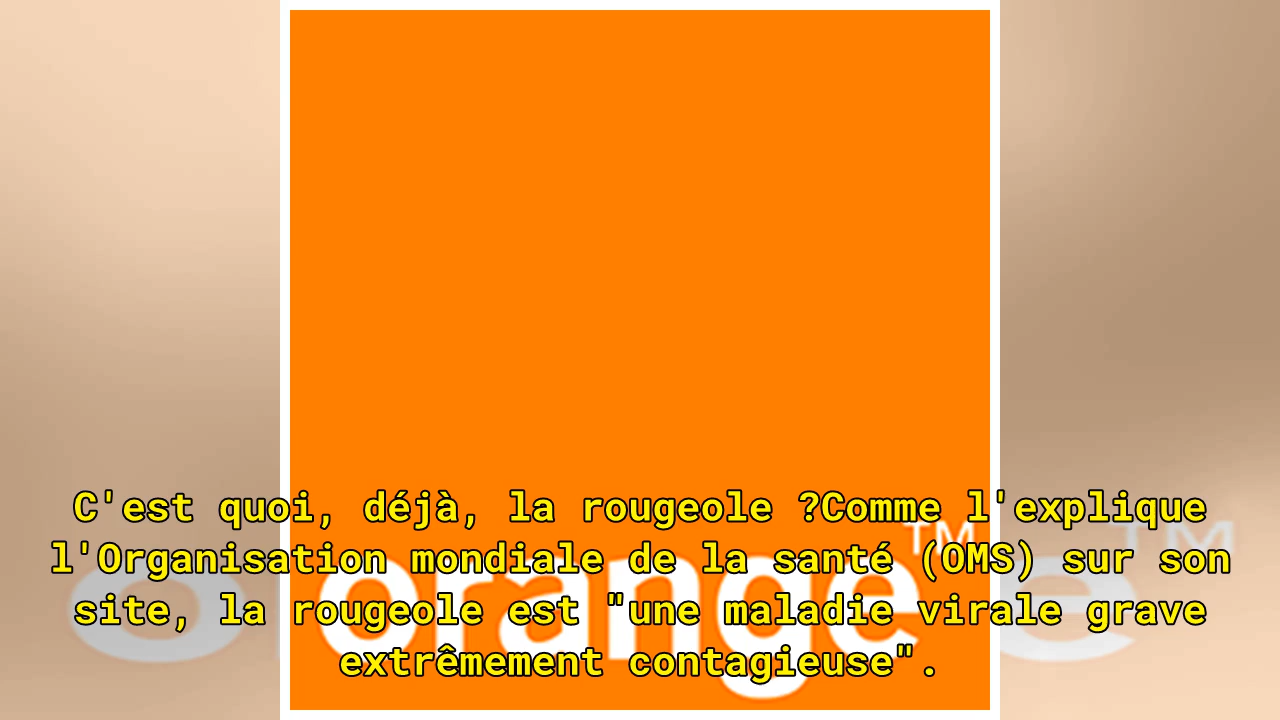 C'est quoi, déjà, la rougeole ?Comme l'explique
l'Organisation mondiale de la santé (OMS) sur son
site, la rougeole est "une maladie virale grave
extrêmement contagieuse".
orange™